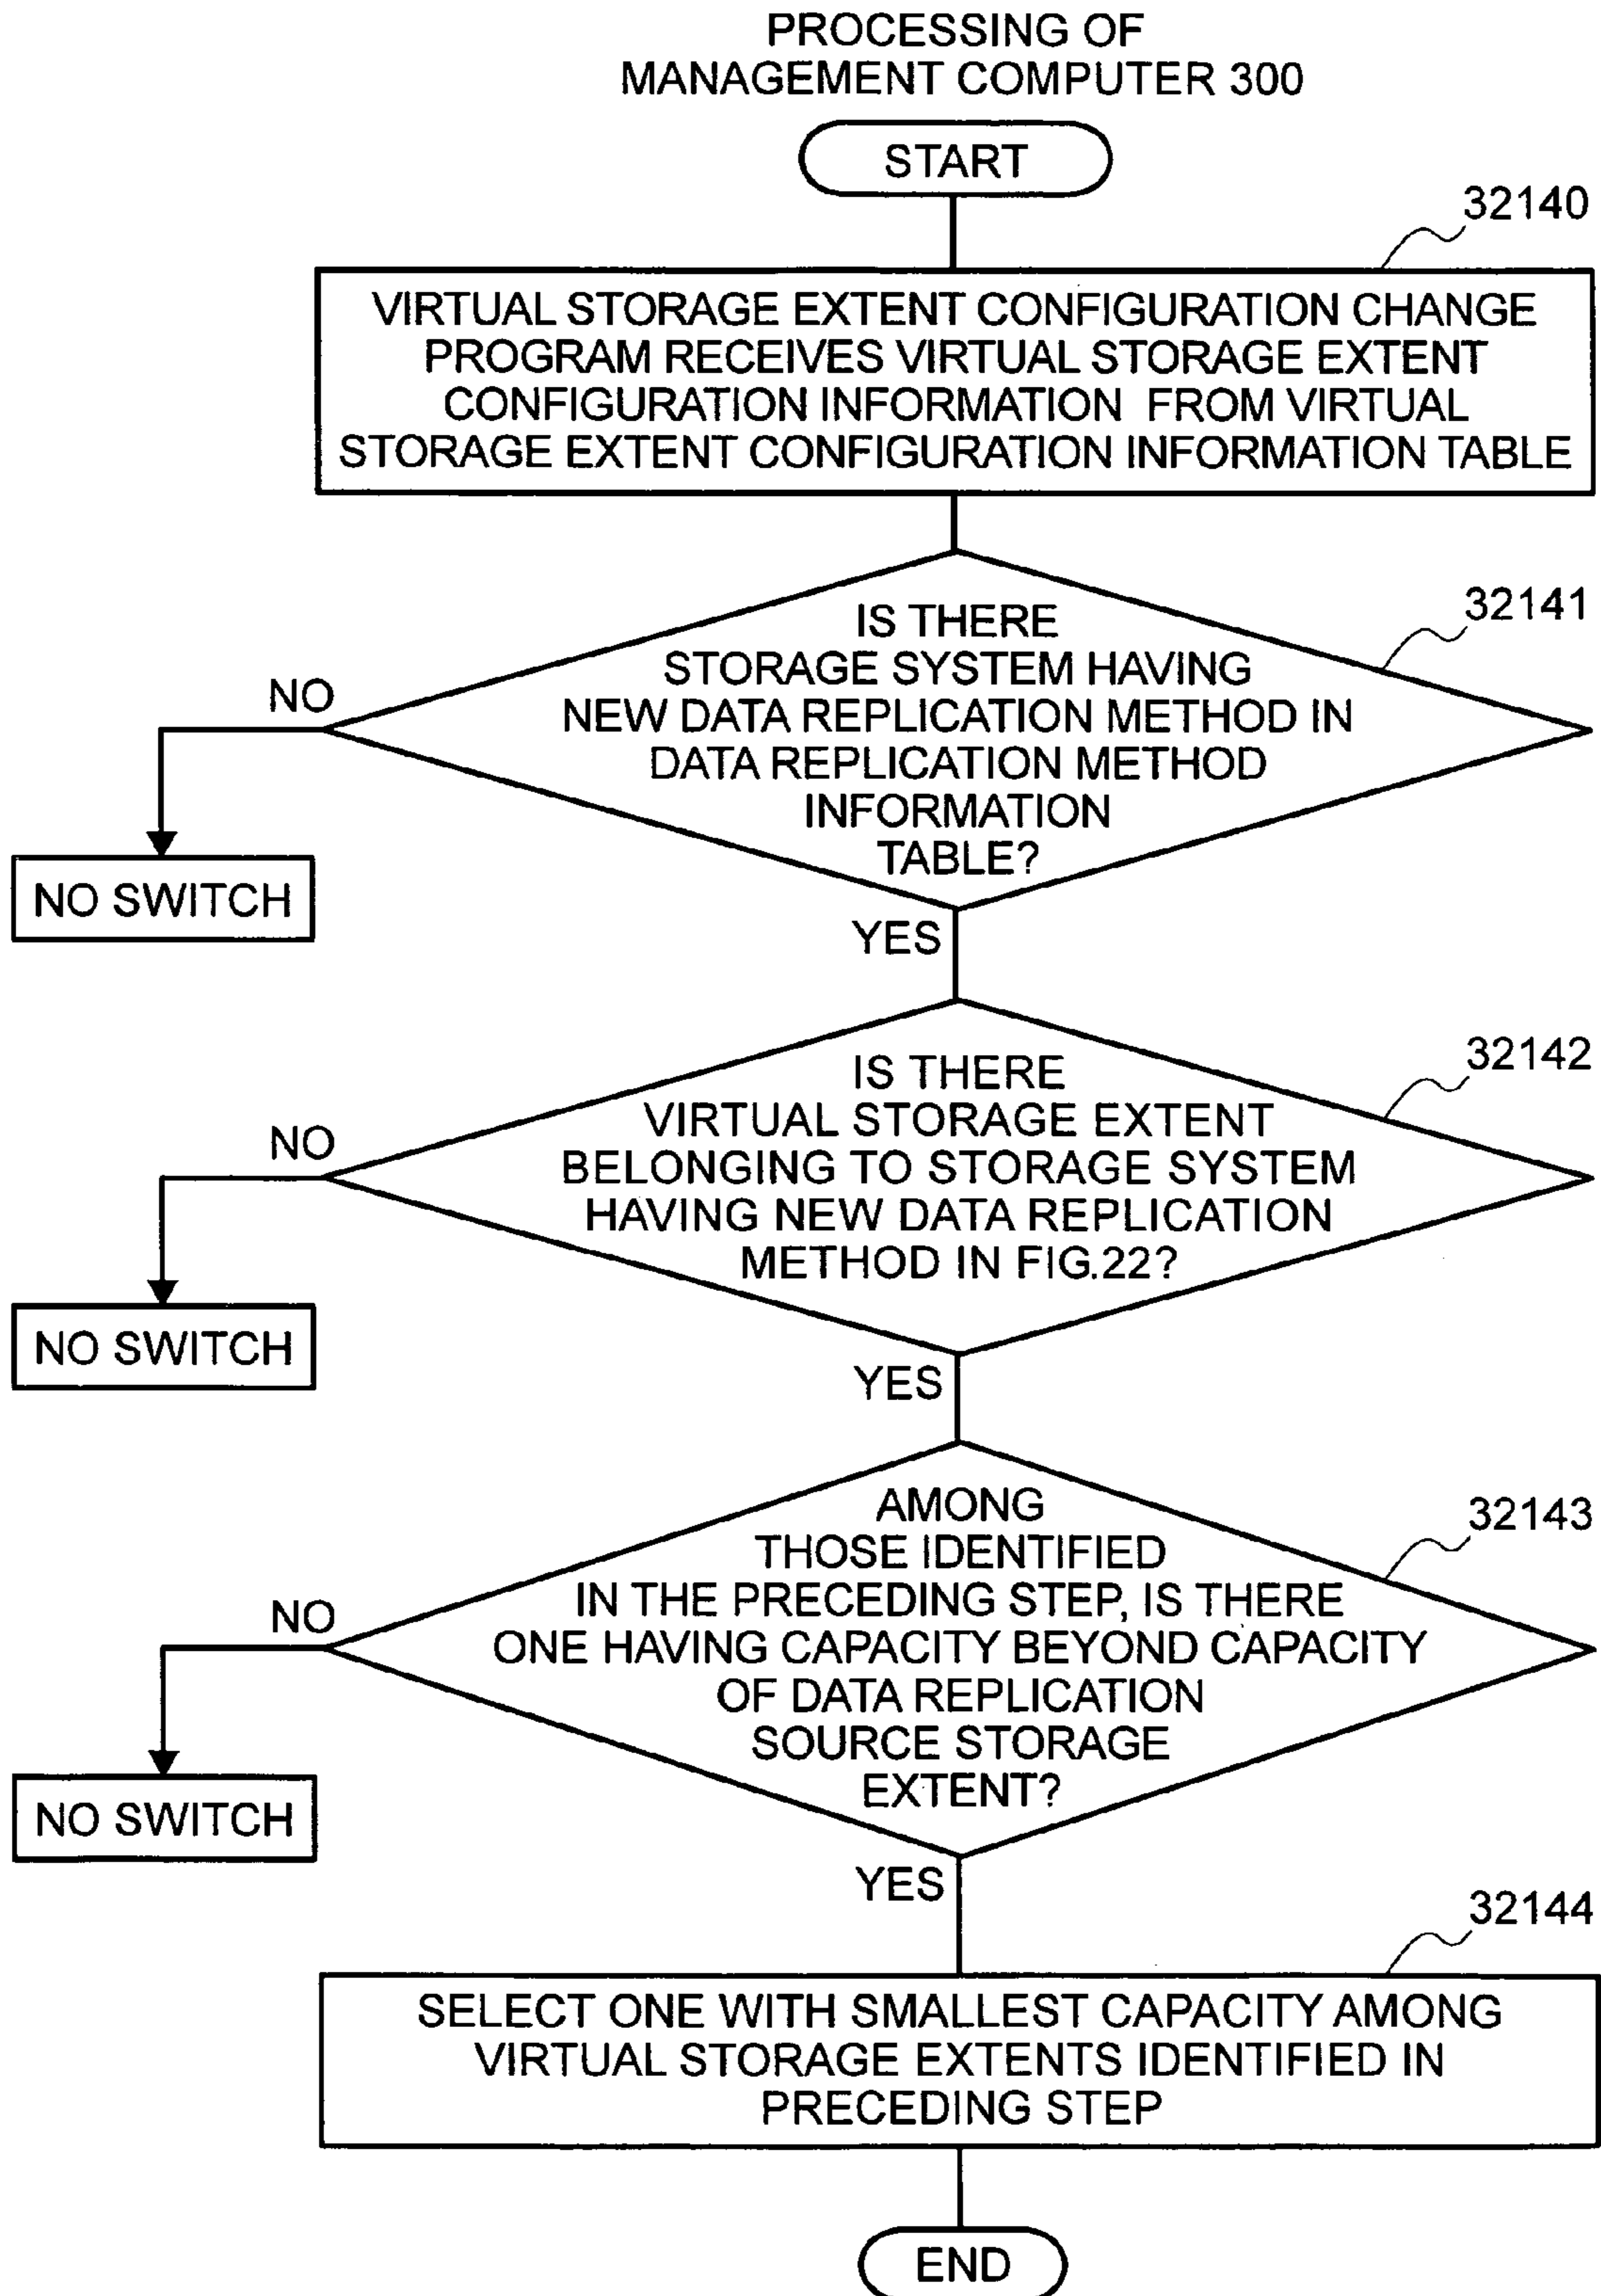 PROCESSING OF
MANAGEMENT COMPUTER 300
START
32140
VIRTUAL STORAGE EXTENT CONFIGURATION CHANGE
PROGRAM RECEIVES VIRTUAL STORAGE EXTENT
CONFIGURATION INFORMATION FROM VIRTUAL
STORAGE EXTENT CONFIGURATION INFORMATION TABLE
32141
IS THERE
STORAGE SYSTEM HAVING
NEW DATA REPLICATION METHOD IN
DATA REPLICATION METHOD
INFORMATION
TABLE?
NO
NO SWITCH
YES
32142
IS THERE
VIRTUAL STORAGE EXTENT
BELONGING TO STORAGE SYSTEM
HAVING NEW DATA REPLICATION
METHOD IN FIG.22?
NO
NO SWITCH
YES
32143
AMONG
THOSE IDENTIFIED
IN THE PRECEDING STEP, IS THERE
ONE HAVING CAPACITY BEYOND CAPACITY
OF DATA REPLICATION
SOURCE STORAGE
EXTENT?
NO
NO SWITCH
YES
32144
SELECT ONE WITH SMALLEST CAPACITY AMONG
VIRTUAL STORAGE EXTENTS IDENTIFIED IN
PRECEDING STEP
END